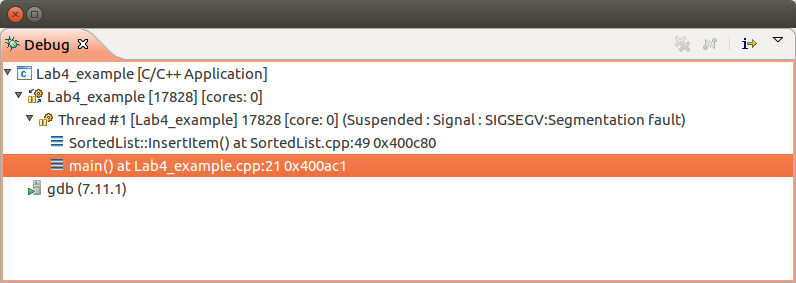 Debug
Lab4_example [C/C++ Application]
Lab4_example [17828] [cores: 0]
Thread #1 [Lab4_example] 17828 [core: 0] (Suspended : Signal : SIGSEGV:Segmentation fault)
SortedList::InsertItem() at SortedList.cpp:49 0x400c80
main() at Lab4_example.cpp:21 0x400ac1
gdb (7.11.1)